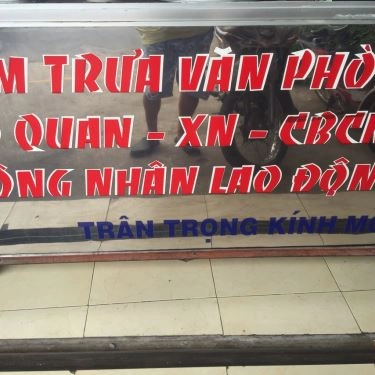 M TRƯA VĂN PHÒ
QUAN - XN - CBC
ÔNG NHÂN LAO ĐỘN
TRÂN TRỌNG KÍNH M